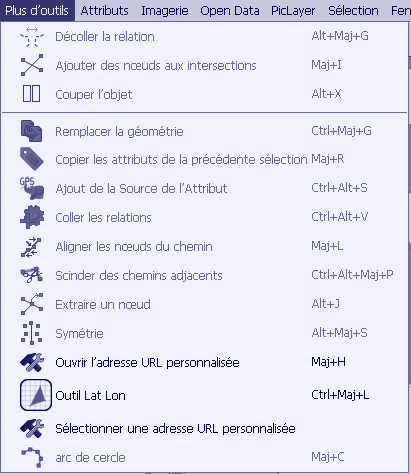 Plus d'outils Attributs Imagerie Open Data PicLayer Sélection Fen
Décoller la relation Alt+Maj+G
Ajouter des nœuds aux intersections Maj+I
Couper l'objet Alt+X
Remplacer la géométrie Ctrl+Maj+G
Copier les attributs de la précédente sélection Maj+R
GPS Ajout de la Source de l'Attribut Ctrl+Alt+S
Coller les relations Ctrl+Alt+V
Aligner les nœuds du chemin Maj+L
Scinder des chemins adjacents Ctrl+Alt+Maj+P
Extraire un nœud Alt+J
Symétrie Alt+Maj+S
Ouvrir l'adresse URL personnalisée Maj+H
Outil Lat Lon Ctrl+Maj+L
Sélectionner une adresse URL personnalisée
arc de cercle Maj+C